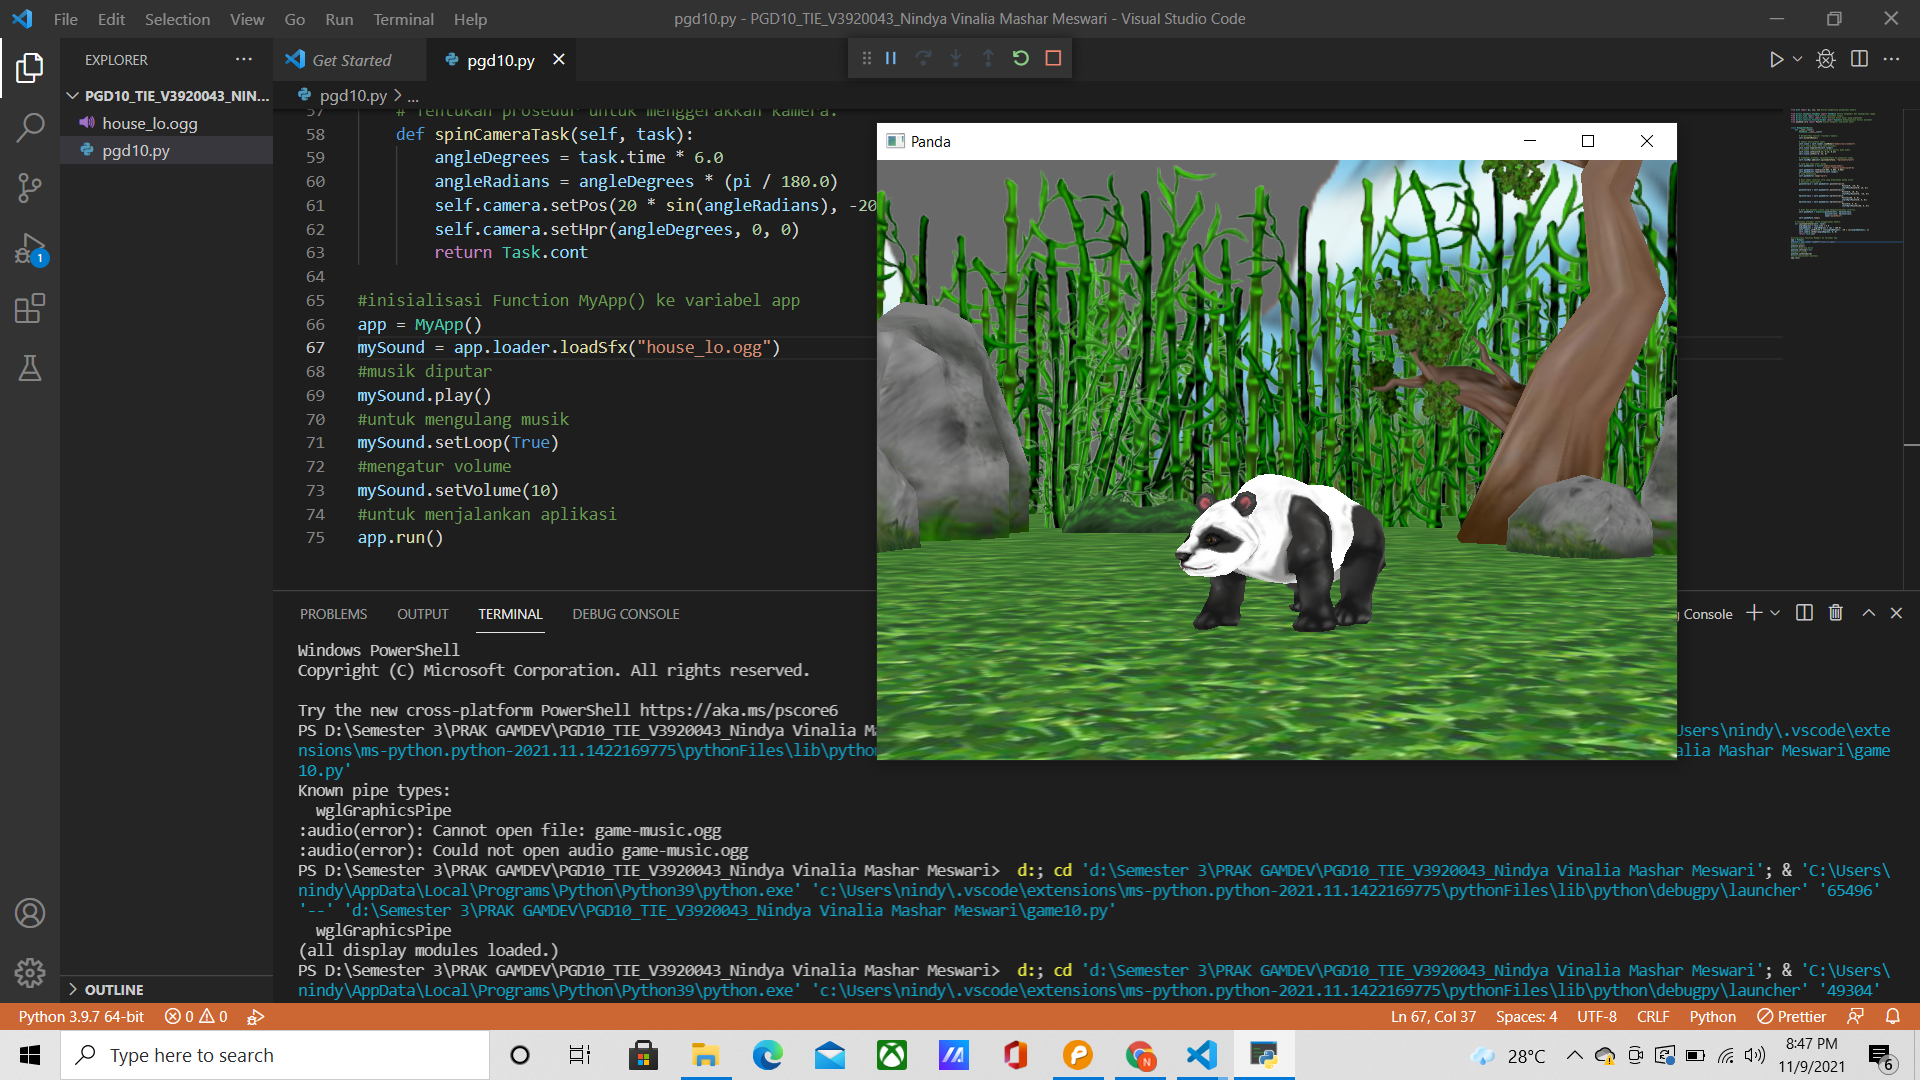 File Edit Selection View Go Run Terminal Help
pgd10.py - PGD10_TIE_V3920043_Nindya Vinalia Mashar Meswari - Visual Studio Code
EXPLORER
Get Started
pgd10.py
PGD10_TIE_V3920043_NIN...
house_lo.ogg
pgd10.py
pgd10.py > ...
57 # Tentukan prosedur untuk menggerakkan kamera.
58 def spinCameraTask(self, task):
59 angleDegrees = task.time * 6.0
60 angleRadians = angleDegrees * (pi / 180.0)
61 self.camera.setPos(20 * sin(angleRadians), -20
62 self.camera.setHpr(angleDegrees, 0, 0)
63 return Task.cont
64
65 #inisialisasi Function MyApp() ke variabel app
66 app = MyApp()
67 mySound = app.loader.loadSfx("house_lo.ogg")
68 #musik diputar
69 mySound.play()
70 #untuk mengulang musik
71 mySound.setLoop(True)
72 #mengatur volume
73 mySound.setVolume(10)
74 #untuk menjalankan aplikasi
75 app.run()
Panda
1
PROBLEMS OUTPUT TERMINAL DEBUG CONSOLE
Console
Windows PowerShell
Copyright (C) Microsoft Corporation. All rights reserved.
Try the new cross-platform PowerShell https://aka.ms/pscore6
PS D:\Semester 3\PRAK GAMDEV\PGD10_TIE_V3920043_Nindya Vinalia Ma Users\nindy\.vscode\exte
nsions\ms-python.python-2021.11.1422169775\pythonFiles\lib\python alia Mashar Meswari\game
10.py'
Known pipe types:
wglGraphicsPipe
:audio(error): Cannot open file: game-music.ogg
:audio(error): Could not open audio game-music.ogg
PS D:\Semester 3\PRAK GAMDEV\PGD10_TIE_V3920043_Nindya Vinalia Mashar Meswari> d:; cd 'd:\Semester 3\PRAK GAMDEV\PGD10_TIE_V3920043_Nindya Vinalia Mashar Meswari'; & 'C:\Users\
nindy\AppData\Local\Programs\Python\Python39\python.exe' 'c:\Users\nindy\.vscode\extensions\ms-python.python-2021.11.1422169775\pythonFiles\lib\python\debugpy\launcher' '65496'
'--' 'd:\Semester 3\PRAK GAMDEV\PGD10_TIE_V3920043_Nindya Vinalia Mashar Meswari\game10.py'
wglGraphicsPipe
(all display modules loaded.)
PS D:\Semester 3\PRAK GAMDEV\PGD10_TIE_V3920043_Nindya Vinalia Mashar Meswari> d:; cd 'd:\Semester 3\PRAK GAMDEV\PGD10_TIE_V3920043_Nindya Vinalia Mashar Meswari'; & 'C:\Users\
nindy\AppData\Local\Programs\Python\Python39\python.exe' 'c:\Users\nindy\.vscode\extensions\ms-python.python-2021.11.1422169775\pythonFiles\lib\python\debugpy\launcher' '49304'
OUTLINE
Python 3.9.7 64-bit 0 0
Ln 67, Col 37 Spaces: 4 UTF-8 CRLF Python Prettier
Type here to search
N
28°C
8:47 PM
11/9/2021
6